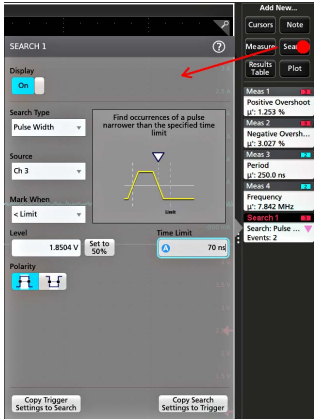 Add New...
Cursors
Note
Measure
Results Table
Plot
SEARCH 1
?
Display
On
Search Type
Pulse Width
Find occurrences of a pulse
narrower than the specified time
limit
Limit
Source
Ch 3
Mark When
< Limit
Level
1.8504 V
Set to
50%
Time Limit
A
70 ns
Polarity
Copy Trigger
Settings to Search
Copy Search
Settings to Trigger
Meas 1
Positive Overshoot
µ': 1.253 %
Meas 2
Negative Oversh...
µ': 3.027 %
Meas 3
Period
µ': 250.0 ns
Meas 4
Frequency
µ': 7.842 MHz
Search 1
Search: Pulse ...
Events: 2